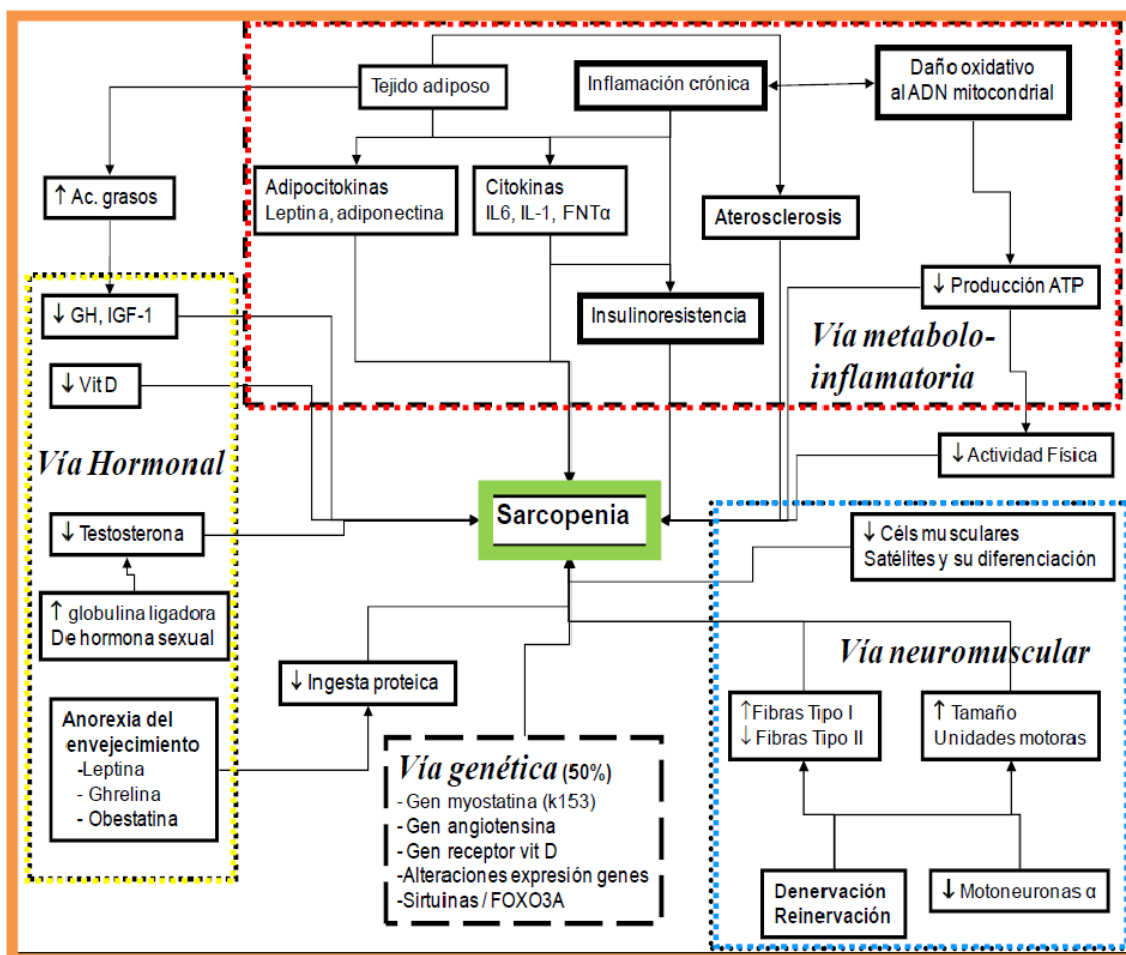 Tejido adiposo
Inflamación crónica
Daño oxidativo
al ADN mitocondrial
↑ Ac. grasos
Adipocitokinas
Leptina, adiponectina
Citokinas
IL6, IL-1, FNTα
Aterosclerosis
↓ GH, IGF-1
Insulinoresistencia
↓ Producción ATP
Vía metabolo-
inflamatoria
↓ Vit D
Vía Hormonal
↓ Actividad Física
Sarcopenia
↓ Testosterona
↓ Céls musculares
Satélites y su diferenciación
↑ globulina ligadora
De hormona sexual
Vía neuromuscular
↓ Ingesta proteica
Anorexia del
envejecimiento
-Leptina
- Ghrelina
- Obestatina
↑Fibras Tipo I
↓ Fibras Tipo II
↑ Tamaño
Unidades motoras
Vía genética (50%)
- Gen myostatina (k153)
-Gen angiotensina
-Gen receptor vit D
-Alteraciones expresión genes
-Sirtuinas / FOXO3A
Denervación
Reinervación
↓ Motoneuronas α